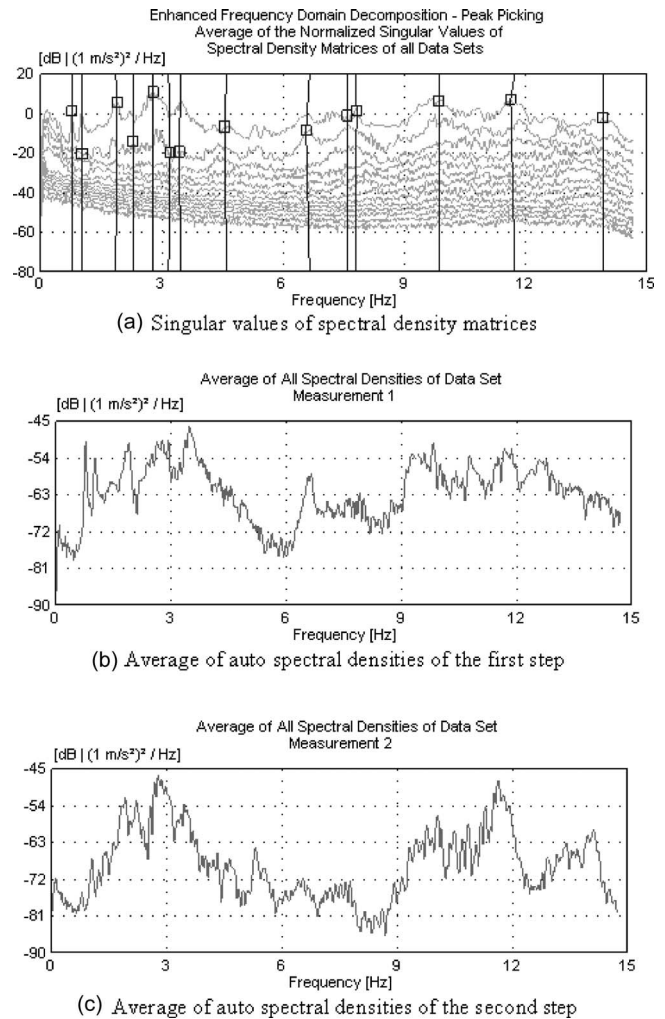 Enhanced Frequency Domain Decomposition - Peak Picking
Average of the Normalized Singular Values of
Spectral Density Matrices of all Data Sets
[dB | (1 m/s²)² / Hz]
20
0
-20
-40
-60
-80
0 3 6 9 12 15
Frequency [Hz]
(a) Singular values of spectral density matrices
Average of All Spectral Densities of Data Set
Measurement 1
[dB | (1 m/s²)² / Hz]
-45
-54
-63
-72
-81
-90
0 3 6 9 12 15
Frequency [Hz]
(b) Average of auto spectral densities of the first step
Average of All Spectral Densities of Data Set
Measurement 2
[dB | (1 m/s²)² / Hz]
-45
-54
-63
-72
-81
-90
0 3 6 9 12 15
Frequency [Hz]
(c) Average of auto spectral densities of the second step